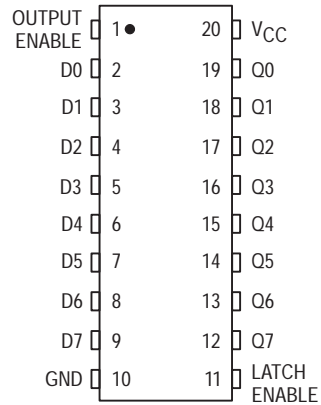 OUTPUT ENABLE 1 20 VCC
D0 2 19 Q0
D1 3 18 Q1
D2 4 17 Q2
D3 5 16 Q3
D4 6 15 Q4
D5 7 14 Q5
D6 8 13 Q6
D7 9 12 Q7
GND 10 11 LATCH ENABLE